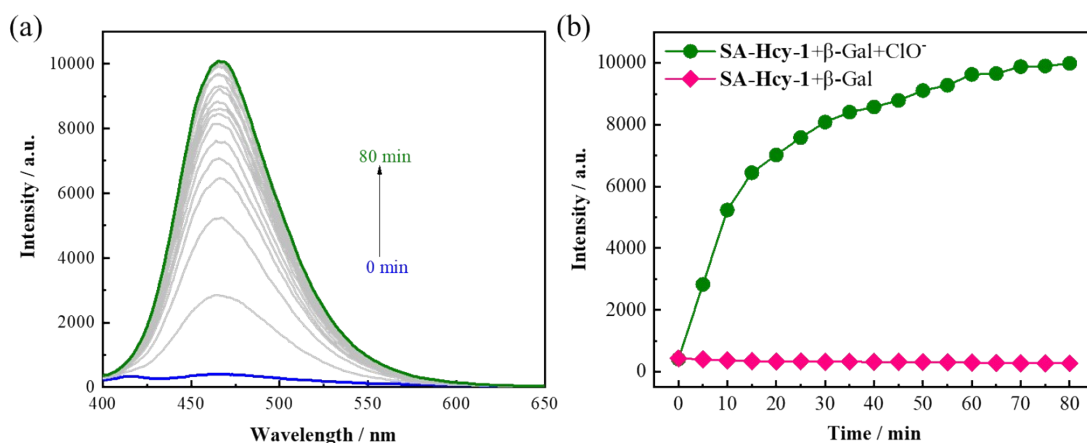 (a)
10000
8000
6000
4000
2000
0
Intensity / a.u.
80 min
0 min
400
450
500
550
600
650
Wavelength / nm
(b)
SA-Hcy-1+β-Gal+ClO⁻
SA-Hcy-1+β-Gal
10000
8000
6000
4000
2000
0
Intensity / a.u.
0
10
20
30
40
50
60
70
80
Time / min